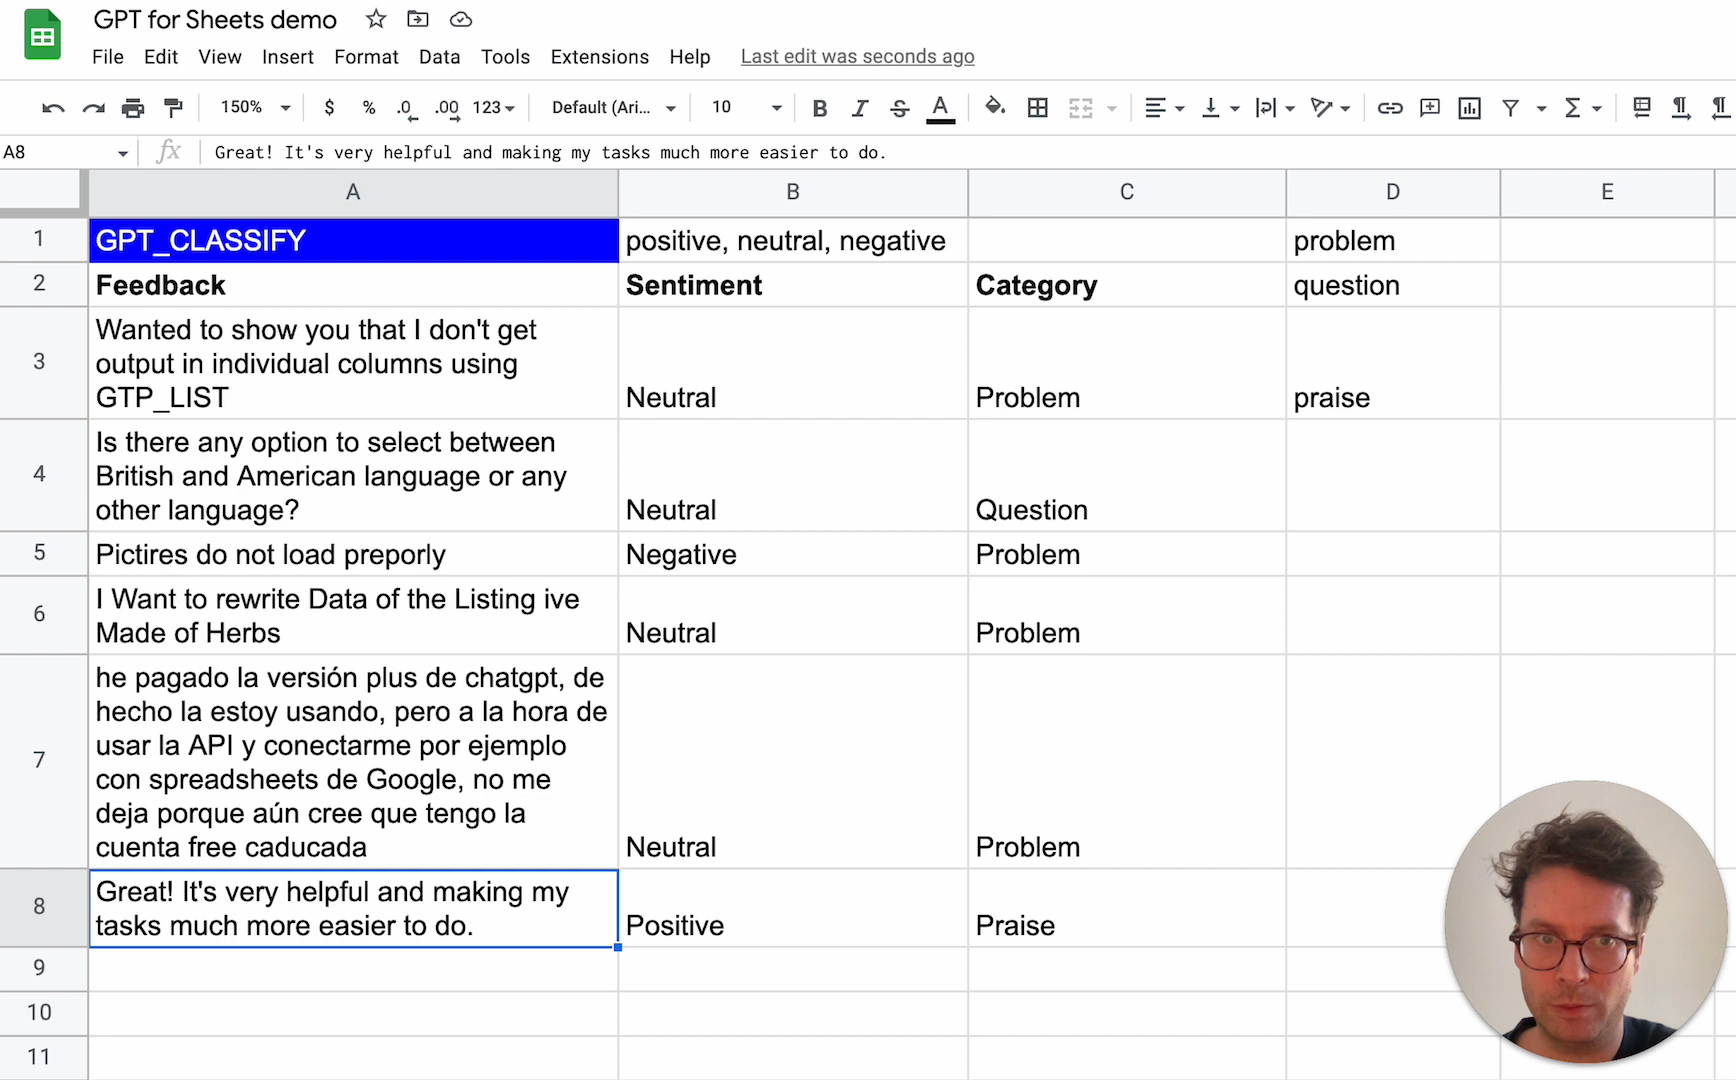 GPT for Sheets demo
File Edit View Insert Format Data Tools Extensions Help Last edit was seconds ago
150% $ % .0 .00 123 Default (Ari... 10 B I S A
A8 fx Great! It's very helpful and making my tasks much more easier to do.
A B C D E
1 GPT_CLASSIFY positive, neutral, negative problem
2 Feedback Sentiment Category question
Wanted to show you that I don't get
output in individual columns using
3 GTP_LIST Neutral Problem praise
Is there any option to select between
British and American language or any
4 other language? Neutral Question
5 Pictires do not load preporly Negative Problem
I Want to rewrite Data of the Listing ive
6 Made of Herbs Neutral Problem
he pagado la versión plus de chatgpt, de
hecho la estoy usando, pero a la hora de
usar la API y conectarme por ejemplo
con spreadsheets de Google, no me
deja porque aún cree que tengo la
7 cuenta free caducada Neutral Problem
Great! It's very helpful and making my
8 tasks much more easier to do. Positive Praise
9
10
11